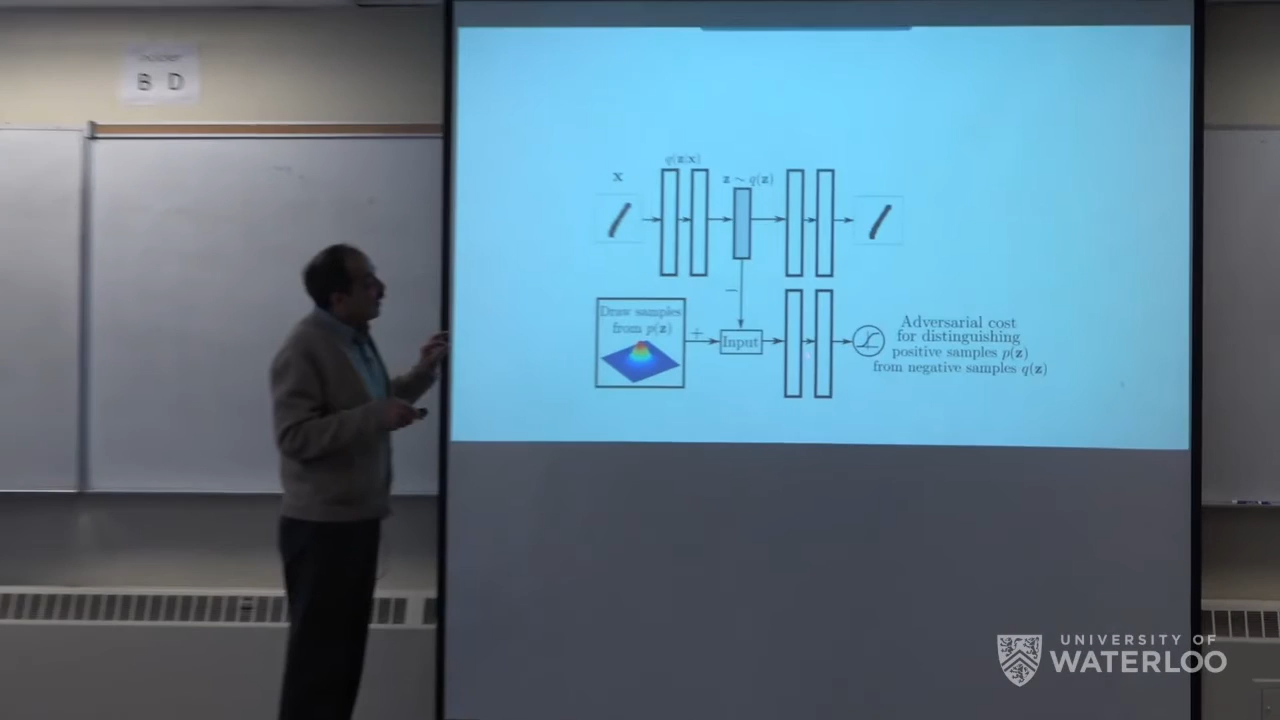 B D
q(z|x)
x
z ∼ q(z)
Draw samples
from p(z)
−
+
Input
Adversarial cost
for distinguishing
positive samples p(z)
from negative samples q(z)
UNIVERSITY OF
WATERLOO